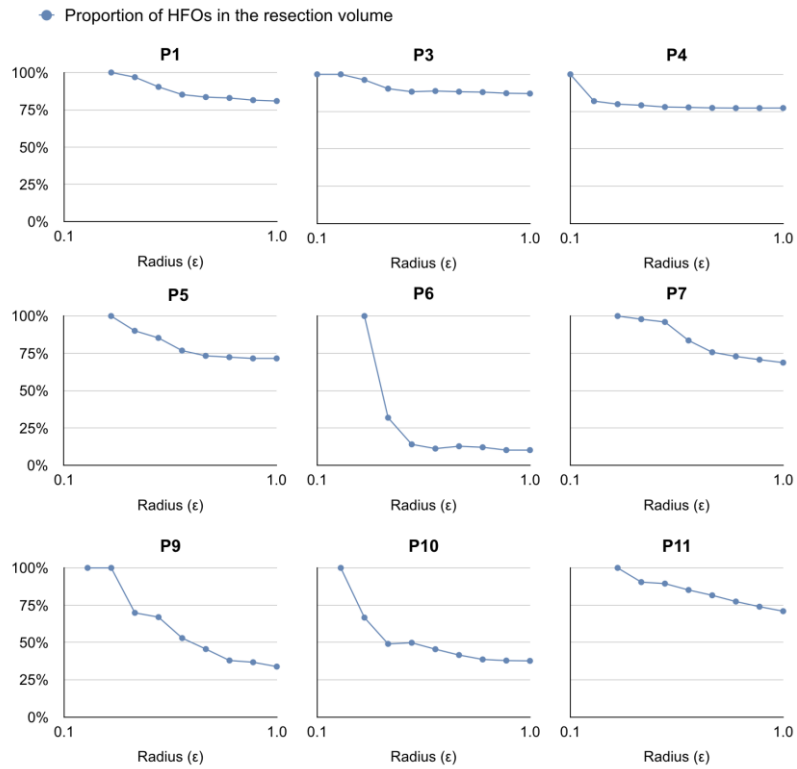 Proportion of HFOs in the resection volume
P1 P3 P4
100%
75%
50%
25%
0%
0.1 1.0 0.1 1.0 0.1 1.0
Radius (ε) Radius (ε) Radius (ε)
P5 P6 P7
100%
75%
50%
25%
0%
0.1 1.0 0.1 1.0 0.1 1.0
Radius (ε) Radius (ε) Radius (ε)
P9 P10 P11
100%
75%
50%
25%
0%
0.1 1.0 0.1 1.0 0.1 1.0
Radius (ε) Radius (ε) Radius (ε)